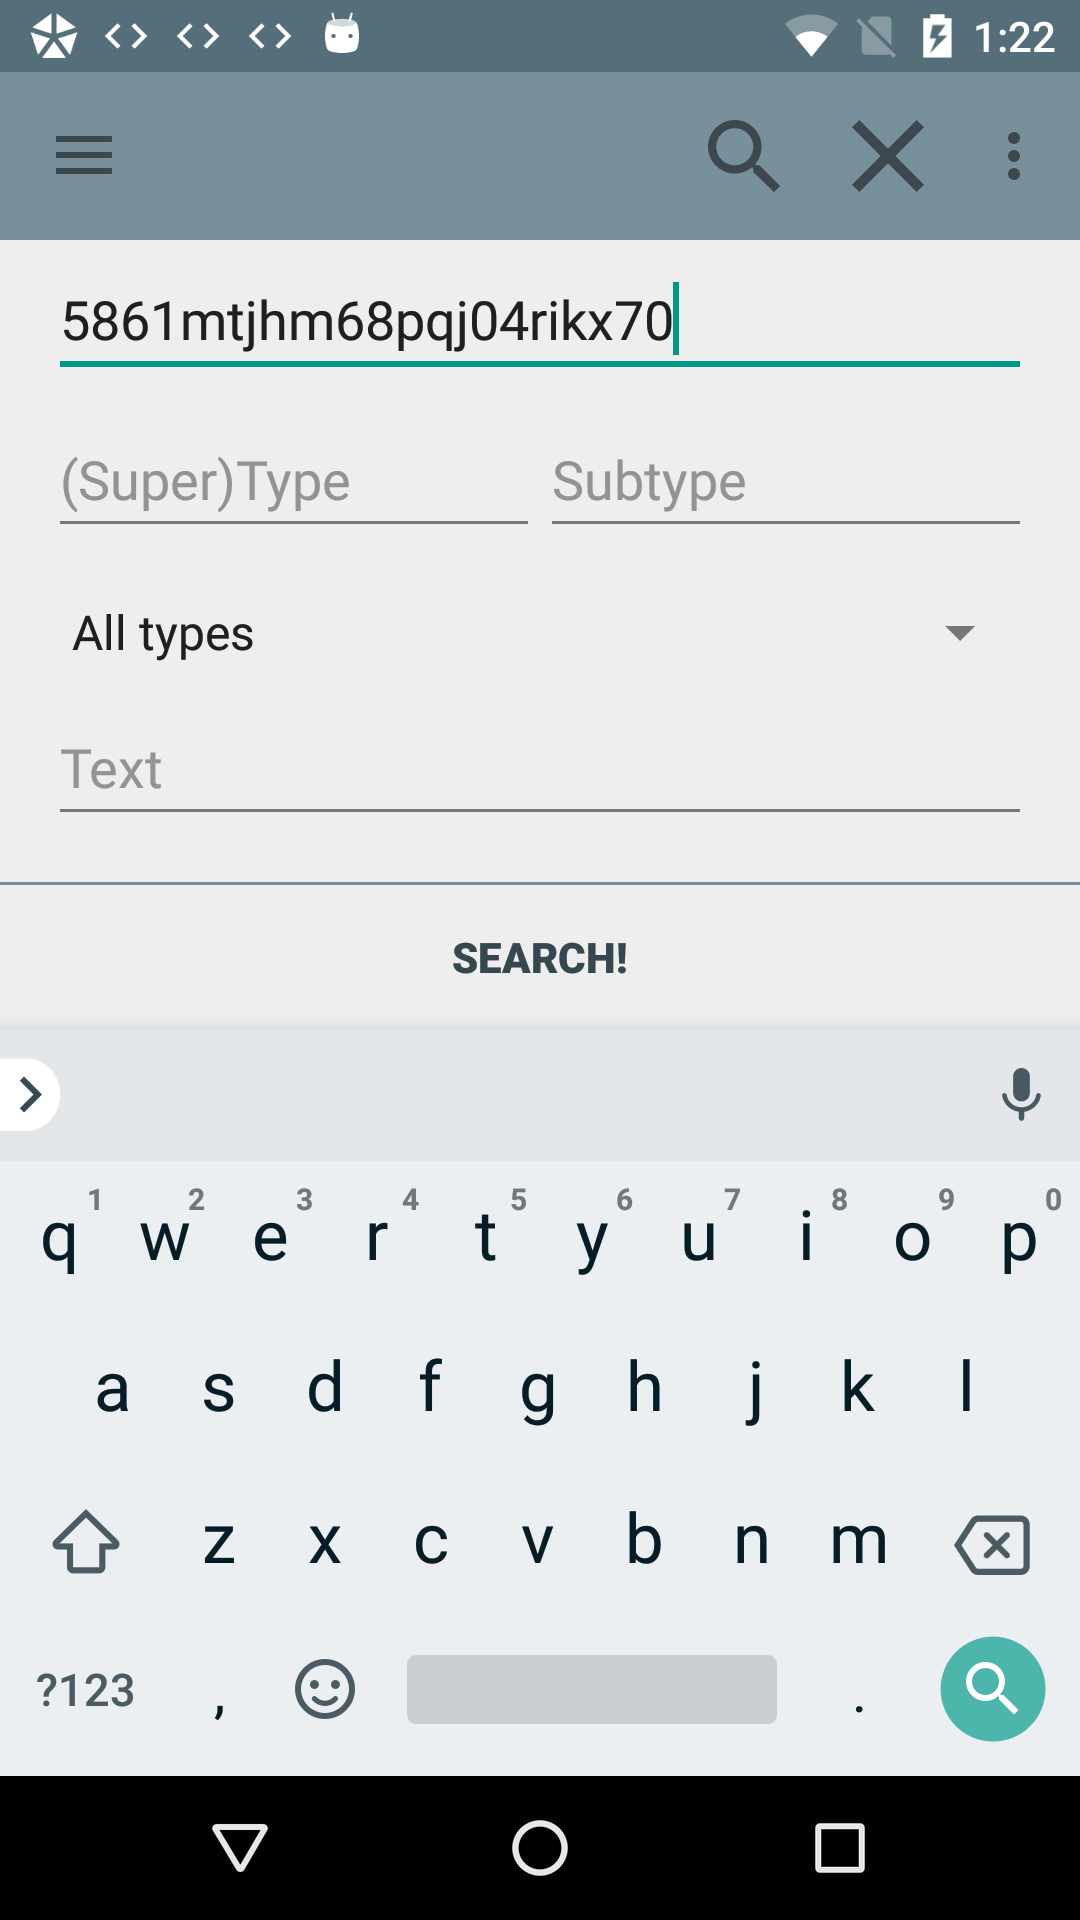 1:22
5861mtjhm68pqj04rikx70
(Super)Type Subtype
All types
Text
SEARCH!
1 2 3 4 5 6 7 8 9 0
q w e r t y u i o p
a s d f g h j k l
z x c v b n m
?123 , .